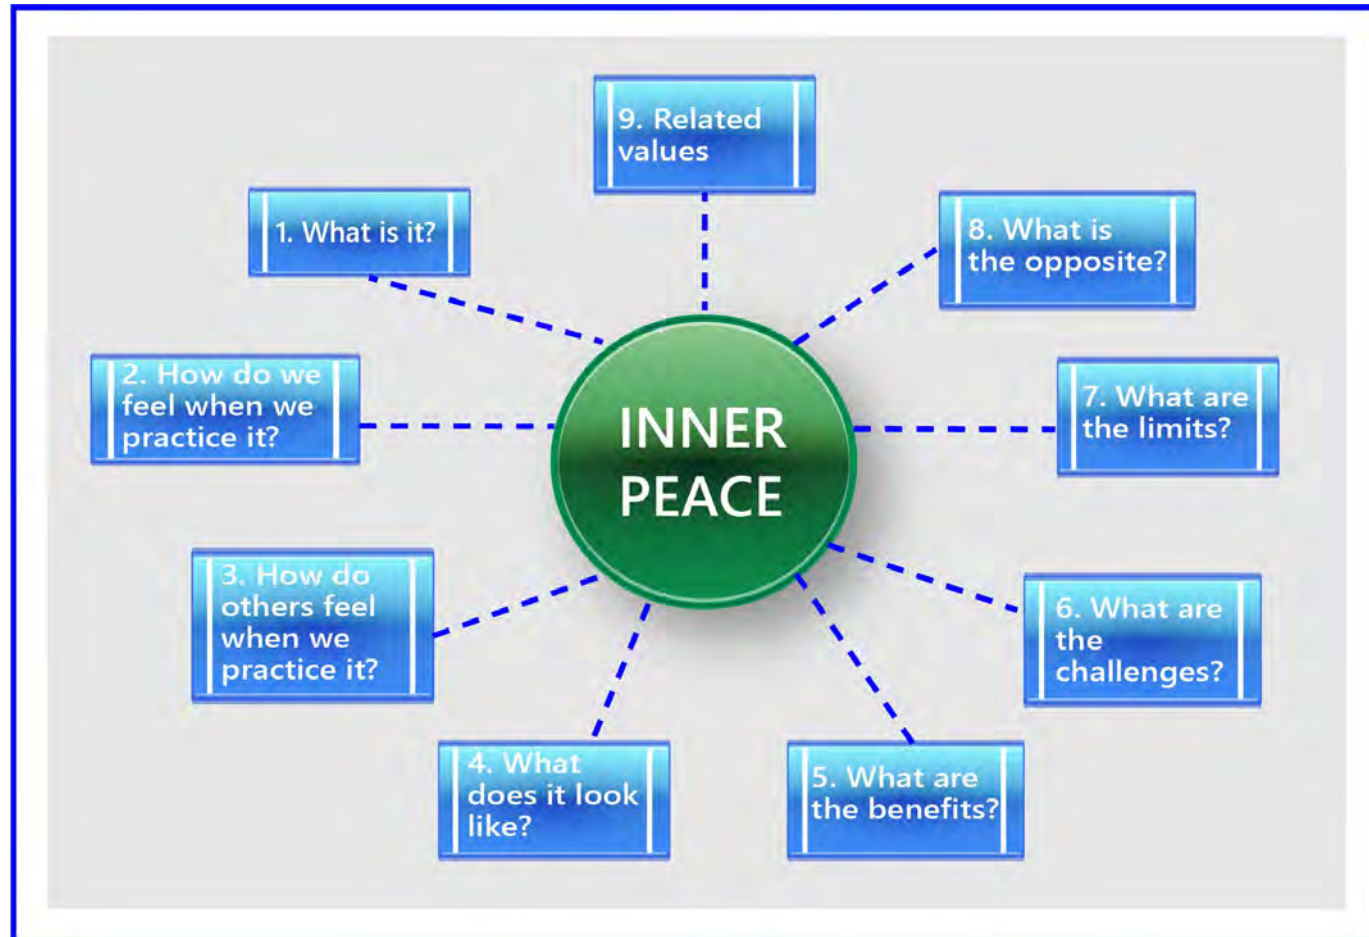 9. Related
values
1. What is it?
8. What is
the opposite?
2. How do we
feel when we
practice it?
7. What are
the limits?
INNER
PEACE
3. How do
others feel
when we
practice it?
6. What are
the
challenges?
4. What
does it look
like?
5. What are
the benefits?